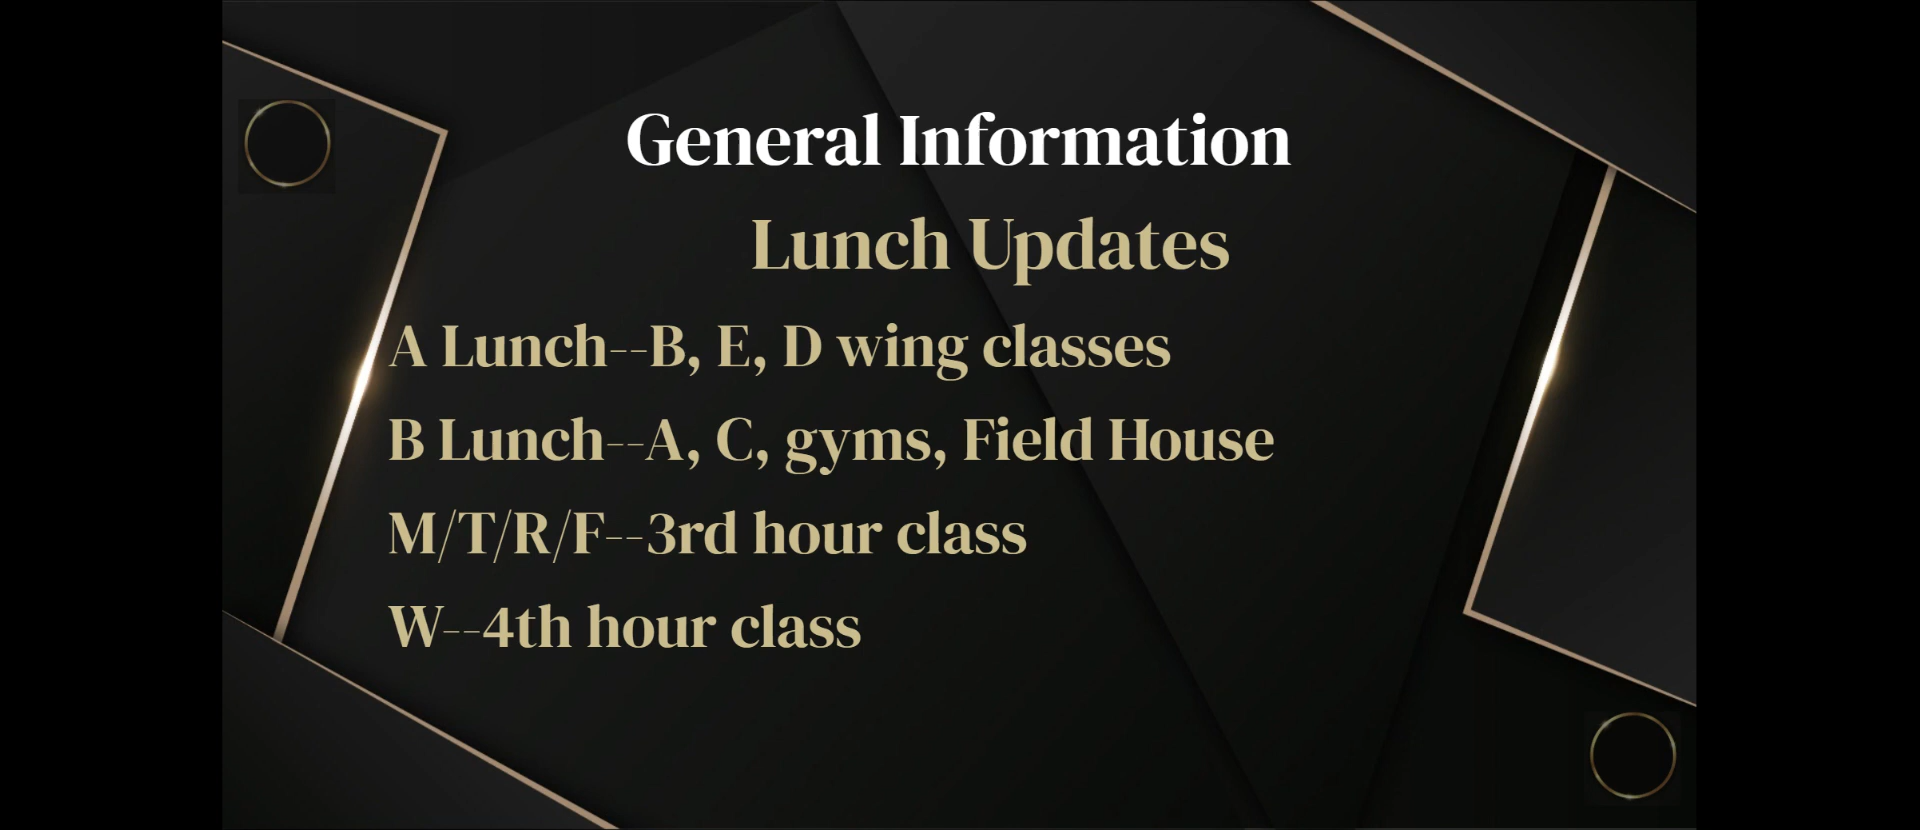 General Information
Lunch Updates
A Lunch--B, E, D wing classes
B Lunch--A, C, gyms, Field House
M/T/R/F--3rd hour class
W--4th hour class